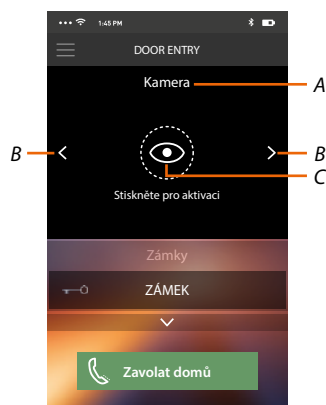 1:45 PM
DOOR ENTRY
Kamera
A
B
B
C
Stiskněte pro aktivaci
Zámky
ZÁMEK
Zavolat domů